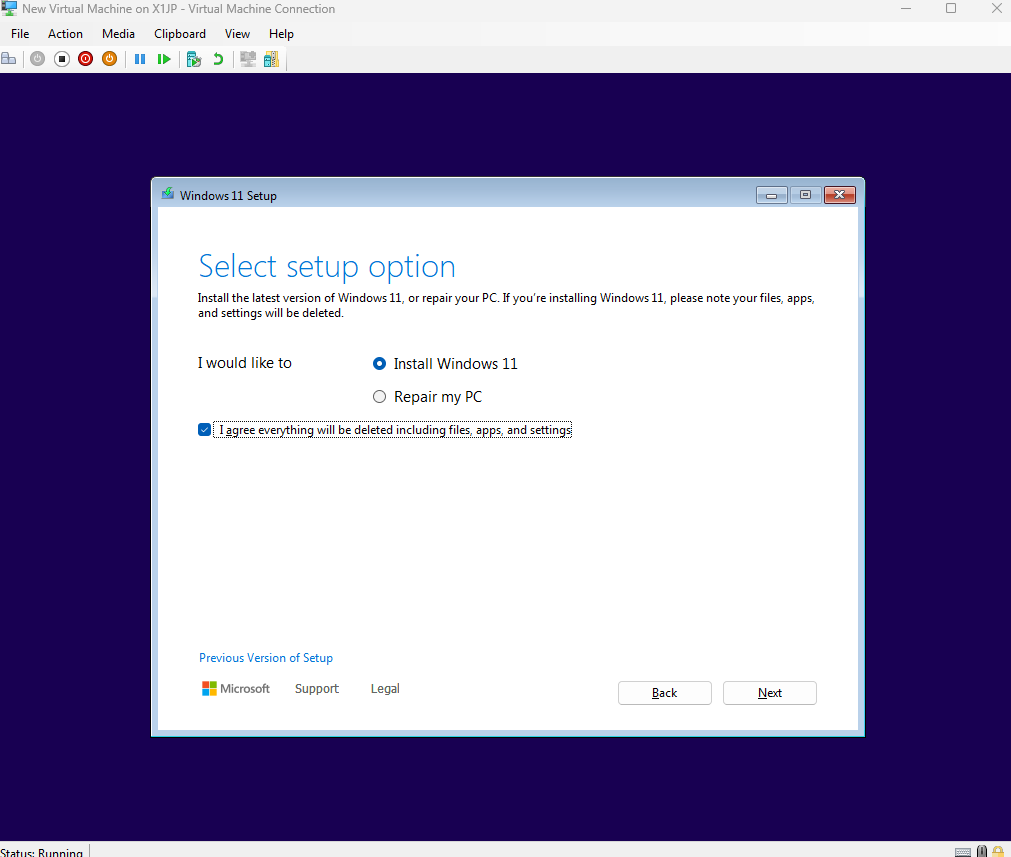 New Virtual Machine on X1JP - Virtual Machine Connection
File Action Media Clipboard View Help
Windows 11 Setup
Select setup option
Install the latest version of Windows 11, or repair your PC. If you're installing Windows 11, please note your files, apps,
and settings will be deleted.
I would like to
Install Windows 11
Repair my PC
I agree everything will be deleted including files, apps, and settings
Previous Version of Setup
Microsoft Support Legal
Back Next
Status: Running